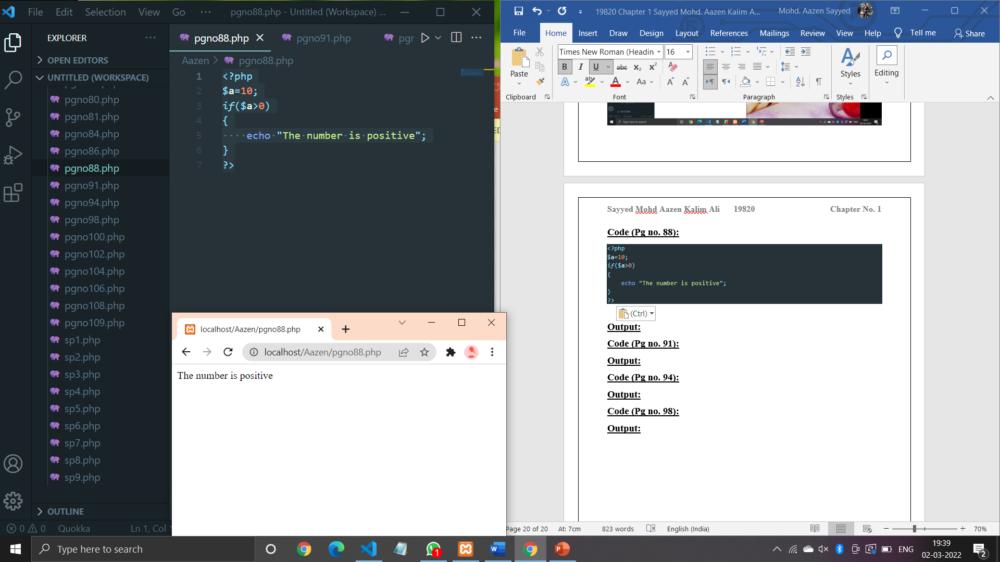 File Edit Selection View Go ··· pgno88.php - Untitled (Workspace) ...
EXPLORER ···
OPEN EDITORS
UNTITLED (WORKSPACE)
pgno80.php
pgno81.php
pgno84.php
pgno86.php
pgno88.php
pgno91.php
pgno94.php
pgno98.php
pgno100.php
pgno102.php
pgno104.php
pgno106.php
pgno108.php
pgno109.php
sp1.php
sp2.php
sp3.php
sp4.php
sp5.php
sp6.php
sp7.php
sp8.php
sp9.php
OUTLINE
0 0 Quokka Ln 1, Col 1
pgno88.php pgno91.php pgr
Aazen > pgno88.php
1 <?php
2 $a=10;
3 if($a>0)
4 {
5 ····echo·"The·number·is·positive";
6 }
7 ?>
localhost/Aazen/pgno88.php
localhost/Aazen/pgno88.php
The number is positive
19820 Chapter 1 Sayyed Mohd. Aazen Kalim A... Mohd. Aazen Sayyed
File Home Insert Draw Design Layout References Mailings Review View Help Tell me Share
Paste
Times New Roman (Headin 16
B I U abc X₂ X²
A ab A Aa A A
Styles
Editing
Clipboard Font Paragraph Styles
Sayyed Mohd Aazen Kalim Ali 19820 Chapter No. 1
Code (Pg no. 88):
<?php
$a=10;
if($a>0)
{
echo "The number is positive";
}
?>
(Ctrl)
Output:
Code (Pg no. 91):
Output:
Code (Pg no. 94):
Output:
Code (Pg no. 98):
Output:
Page 20 of 20 At: 7cm 823 words English (India) 70%
Type here to search
1
ENG
19:39
02-03-2022
2